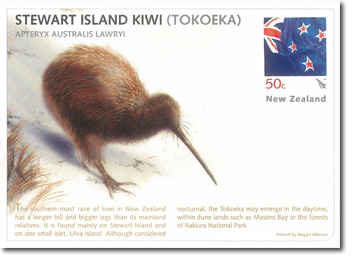 STEWART ISLAND KIWI (TOKOEKA)
APTERYX AUSTRALIS LAWRYI
50c
New Zealand
The southern-most race of kiwi in New Zealand
has a longer bill and bigger legs than its mainland
relatives. It is found mainly on Stewart Island and
on one small islet, Ulva Island. Although considered
nocturnal, the Tokoeka may emerge in the daytime,
within dune lands such as Masons Bay or the forests
of Rakiura National Park.
Artwork by Maggie Atkinson